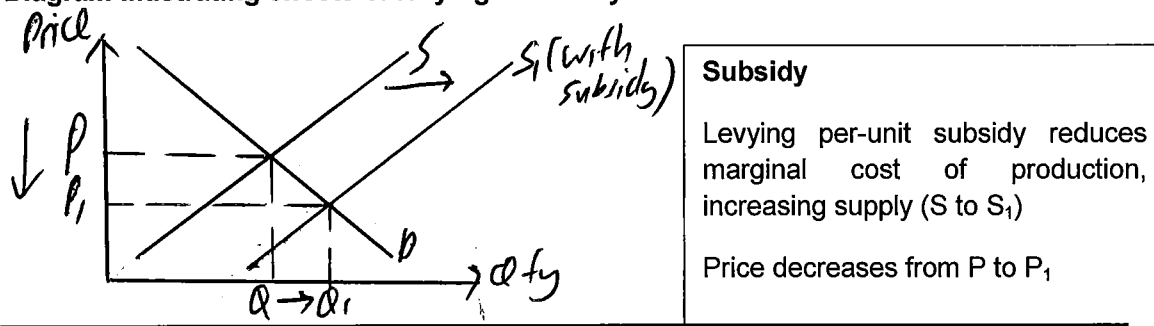 Diagram illustrating effects of levying
Price
S
S₁ (with
subsidy)
P
P₁
D
Q → Q₁
Qty
Subsidy
Levying per-unit subsidy reduces
marginal cost of production,
increasing supply (S to S₁)
Price decreases from P to P₁